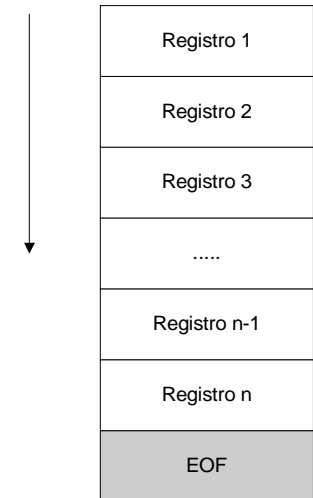 Registro 1
Registro 2
Registro 3
.....
Registro n-1
Registro n
EOF